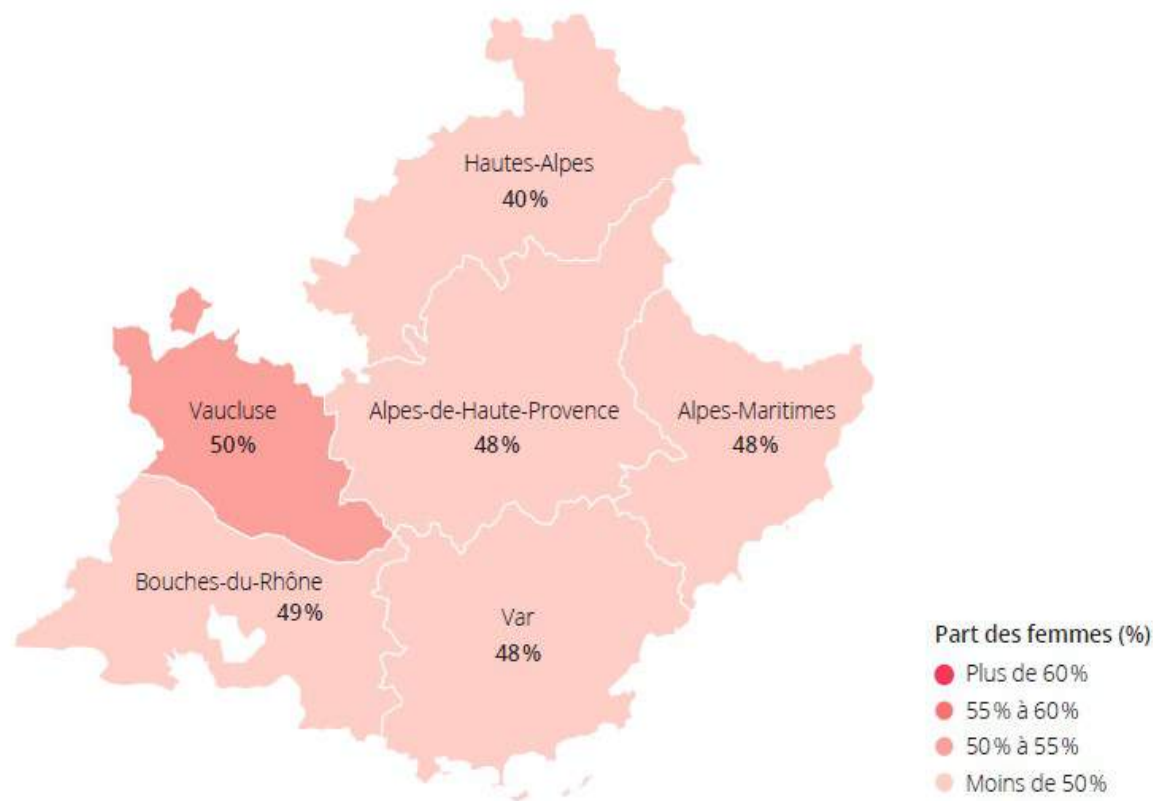 Hautes-Alpes
40%
Vaucluse
50%
Alpes-de-Haute-Provence
48%
Alpes-Maritimes
48%
Bouches-du-Rhône
49%
Var
48%
Part des femmes (%)
Plus de 60%
55% à 60%
50% à 55%
Moins de 50%